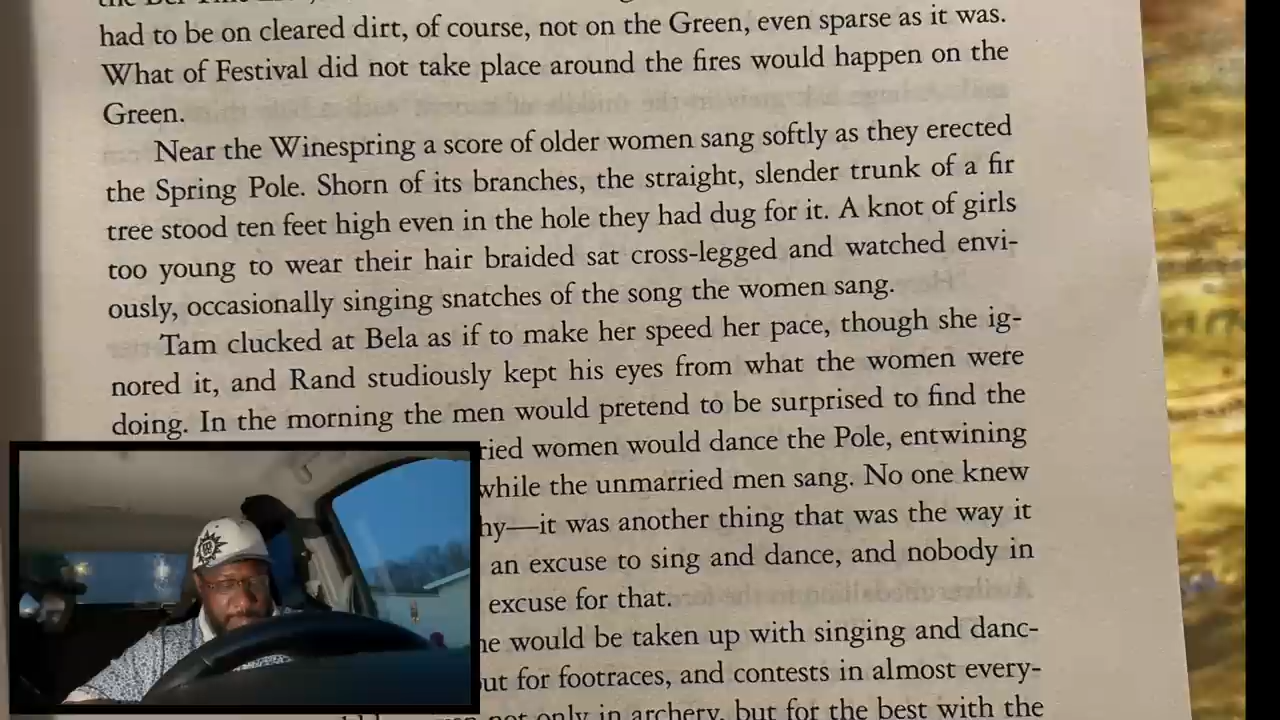 had to be on cleared dirt, of course, not on the Green, even sparse as it was.
What of Festival did not take place around the fires would happen on the
Green.
Near the Winespring a score of older women sang softly as they erected
the Spring Pole. Shorn of its branches, the straight, slender trunk of a fir
tree stood ten feet high even in the hole they had dug for it. A knot of girls
too young to wear their hair braided sat cross-legged and watched envi-
ously, occasionally singing snatches of the song the women sang.
Tam clucked at Bela as if to make her speed her pace, though she ig-
nored it, and Rand studiously kept his eyes from what the women were
doing. In the morning the men would pretend to be surprised to find the
ried women would dance the Pole, entwining
while the unmarried men sang. No one knew
hy—it was another thing that was the way it
an excuse to sing and dance, and nobody in
excuse for that.
he would be taken up with singing and danc-
ut for footraces, and contests in almost every-
not only in archery, but for the best with the